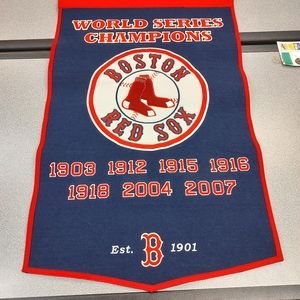 WORLD SERIES
CHAMPIONS
BOSTON
RED SOX
1903 1912 1915 1916
1918 2004 2007
Est. B 1901